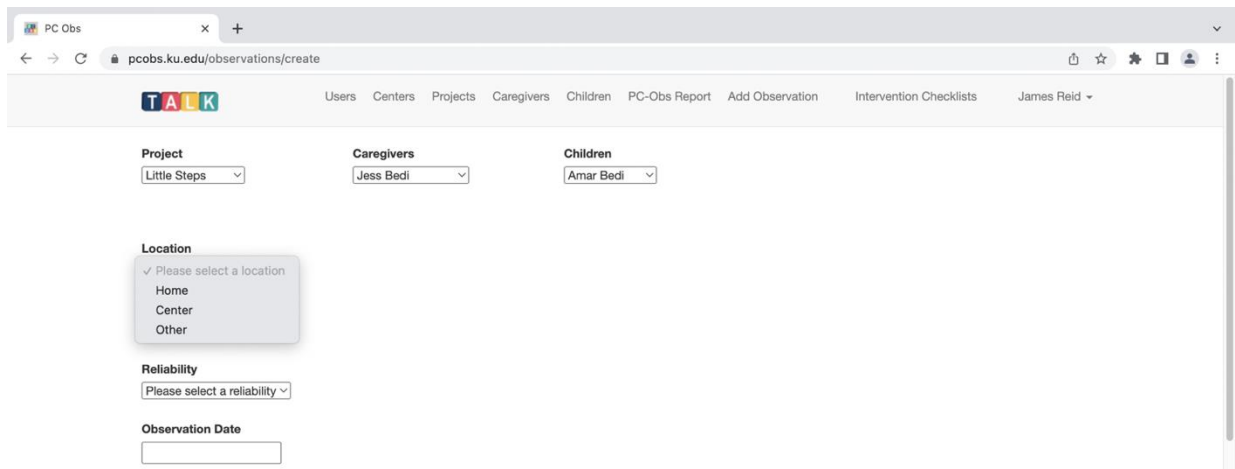 PC Obs
pcobs.ku.edu/observations/create
TALK Users Centers Projects Caregivers Children PC-Obs Report Add Observation Intervention Checklists James Reid
Project Caregivers Children
Little Steps Jess Bedi Amar Bedi
Location
✓ Please select a location
Home
Center
Other
Reliability
Please select a reliability
Observation Date